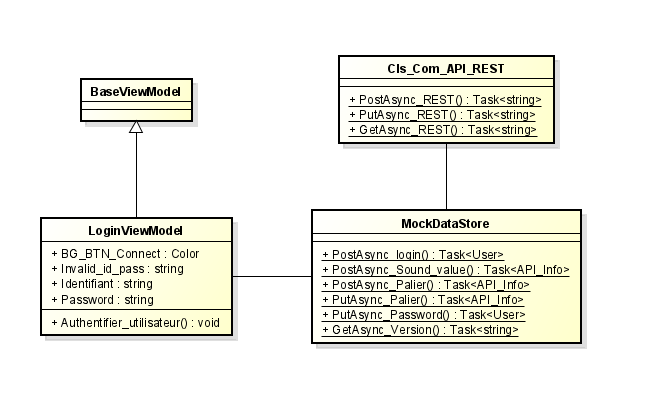 BaseViewModel
Cls_Com_API_REST
+ PostAsync_REST() : Task<string>
+ PutAsync_REST() : Task<string>
+ GetAsync_REST() : Task<string>
LoginViewModel
+ BG_BTN_Connect : Color
+ Invalid_id_pass : string
+ Identifiant : string
+ Password : string
+ Authentifier_utilisateur() : void
MockDataStore
+ PostAsync_login() : Task<User>
+ PostAsync_Sound_value() : Task<API_Info>
+ PostAsync_Palier() : Task<API_Info>
+ PutAsync_Palier() : Task<API_Info>
+ PutAsync_Password() : Task<User>
+ GetAsync_Version() : Task<string>